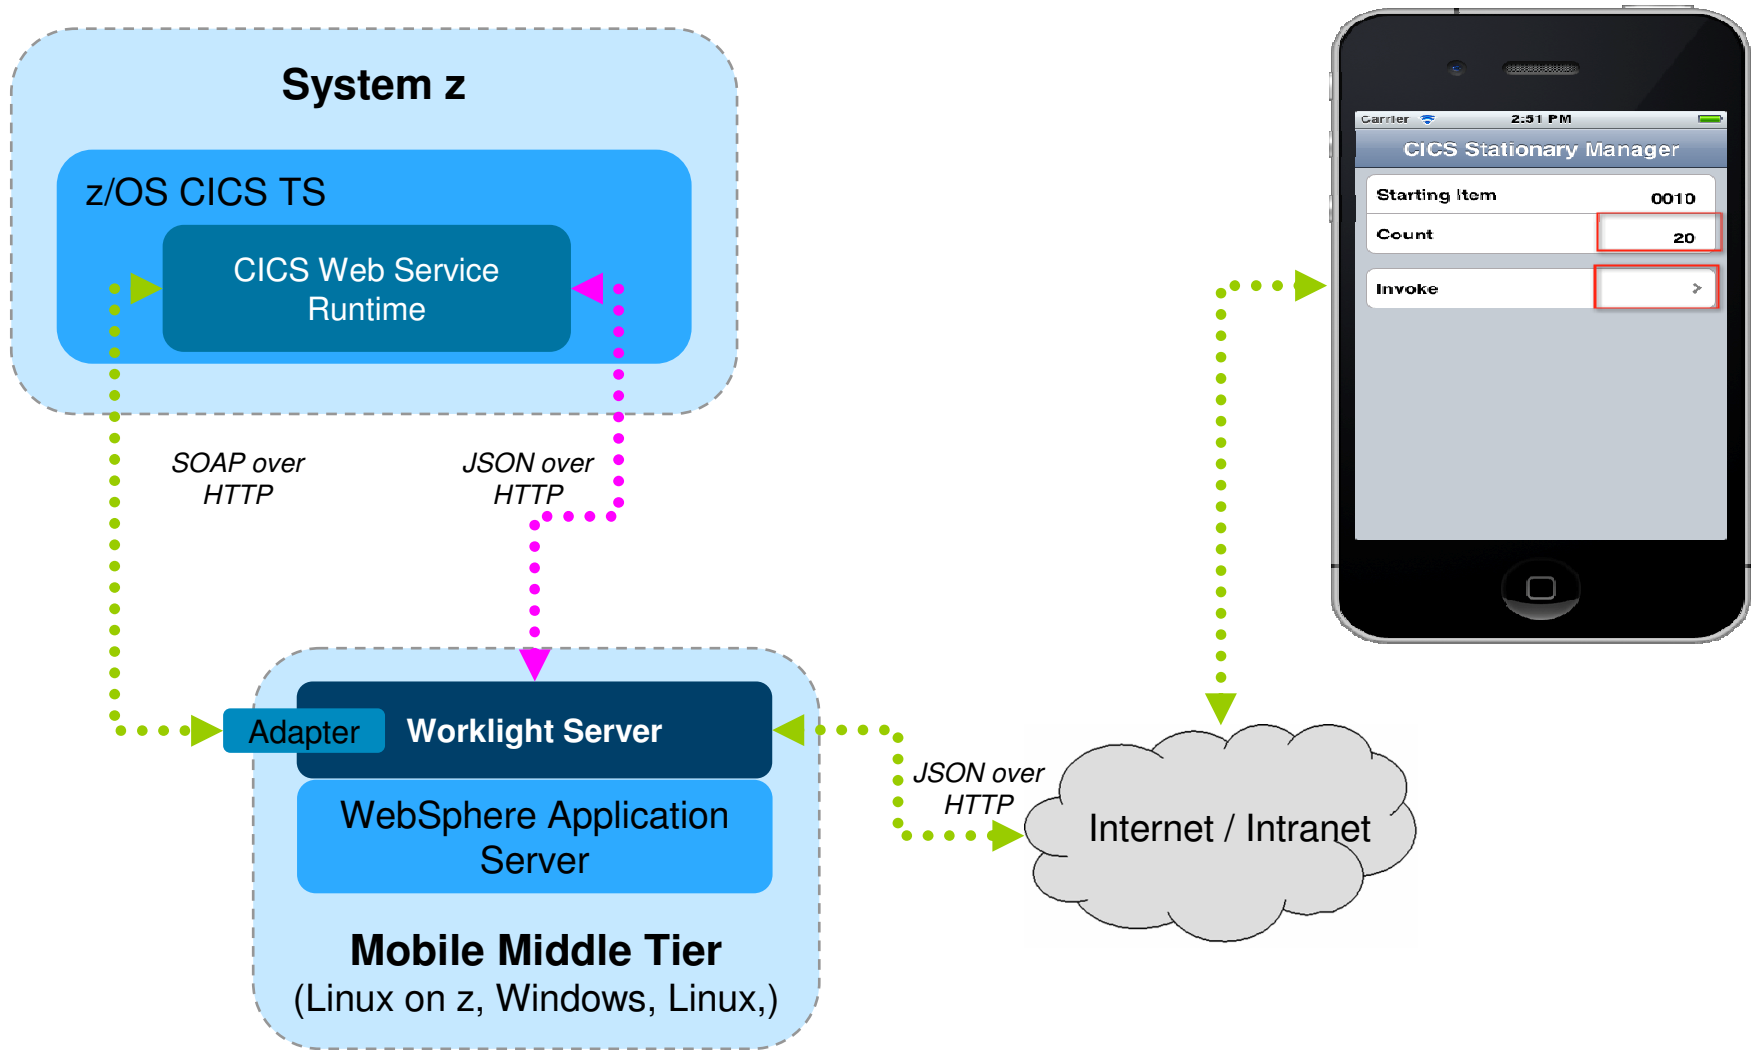 System z
z/OS CICS TS
CICS Web Service
Runtime
SOAP over
HTTP
JSON over
HTTP
Adapter
Worklight Server
WebSphere Application
Server
Mobile Middle Tier
(Linux on z, Windows, Linux,)
JSON over
HTTP
Internet / Intranet
Carrier 2:51 PM
CICS Stationary Manager
Starting Item 0010
Count 20
Invoke >